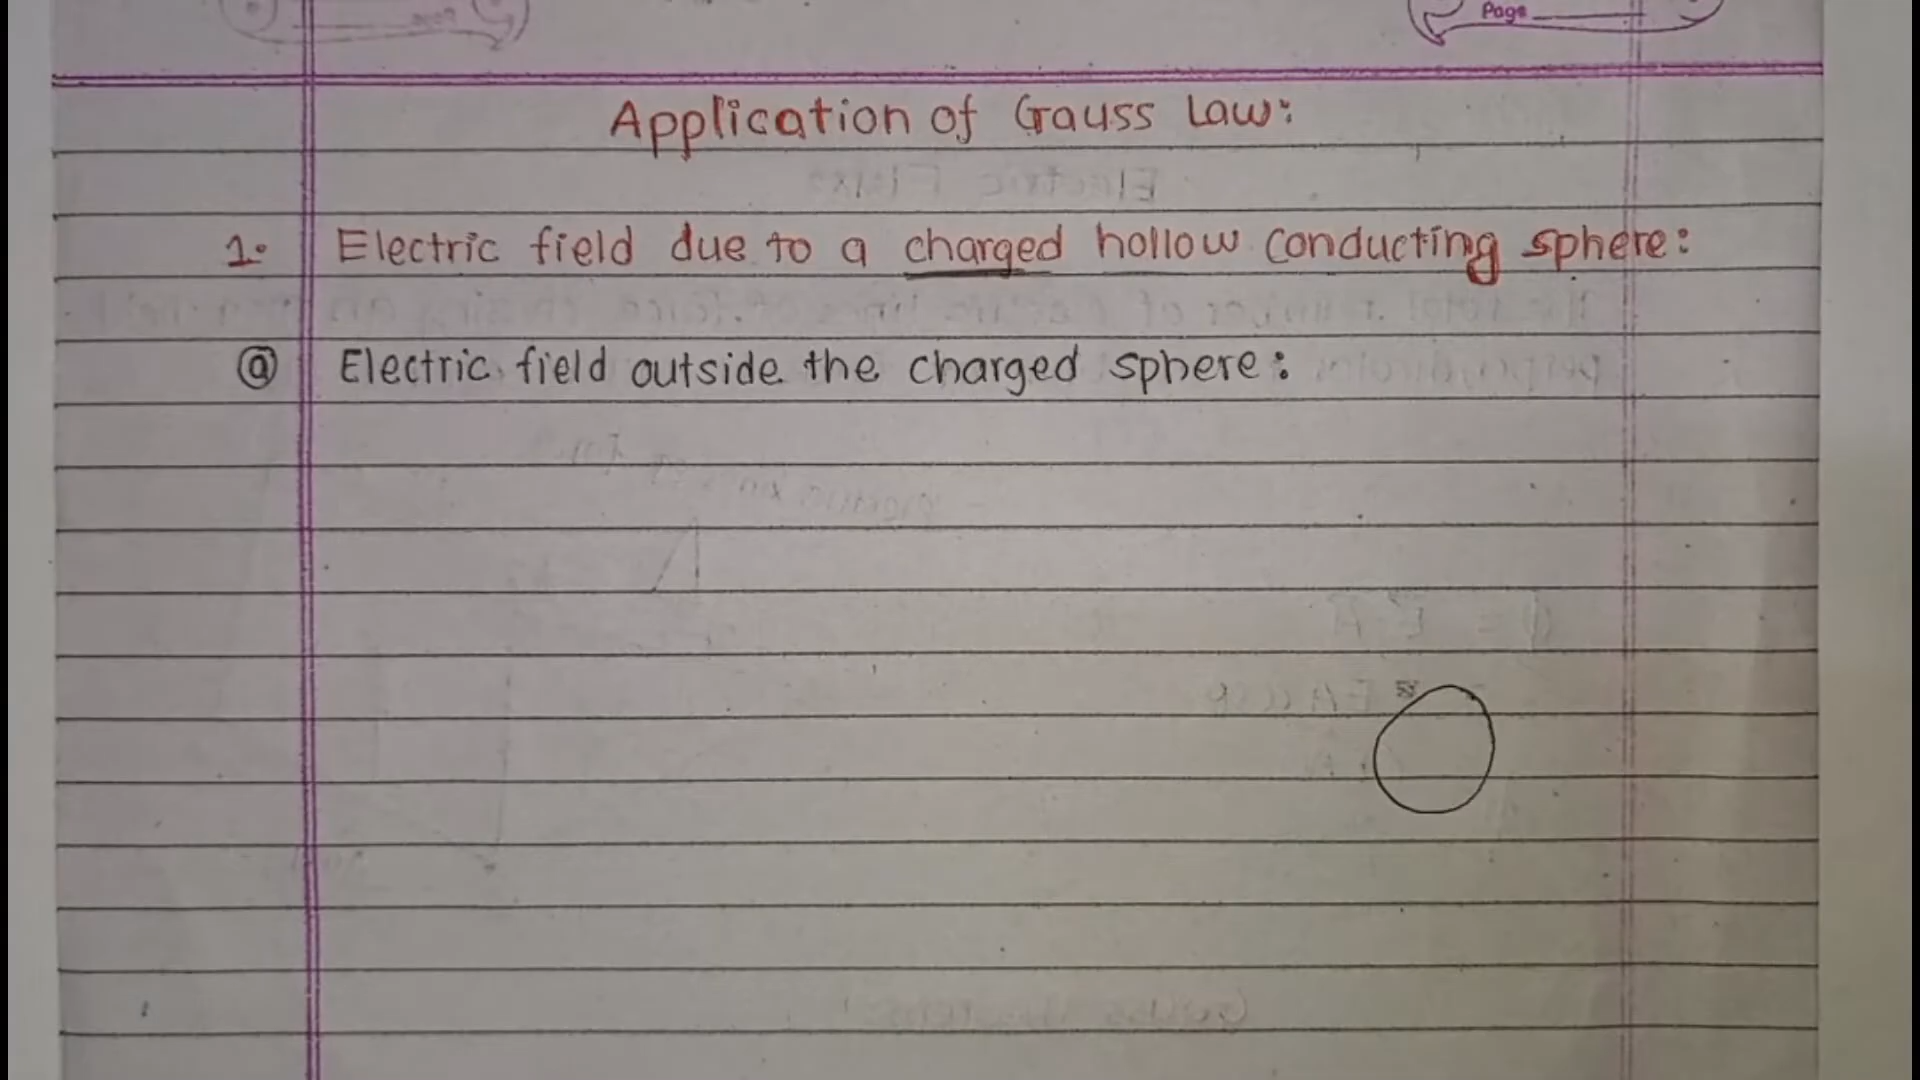 Page
Application of Gauss Law:
1. Electric field due to a charged hollow conducting sphere:
@ Electric field outside the charged sphere: